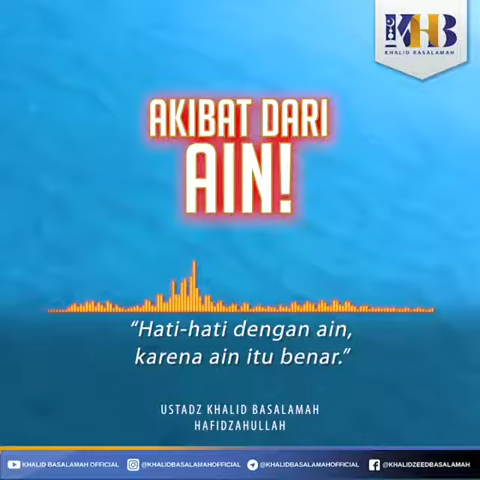 KHB
KHALID BASALAMAH
AKIBAT DARI
AIN!
“Hati-hati dengan ain,
karena ain itu benar.”
USTADZ KHALID BASALAMAH
HAFIDZAHULLAH
KHALID BASALAMAH OFFICIAL @KHALIDBASALAMAHOFFICIAL @KHALIDBASALAMAHOFFICIAL @KHALIDZEEDBASALAMAH